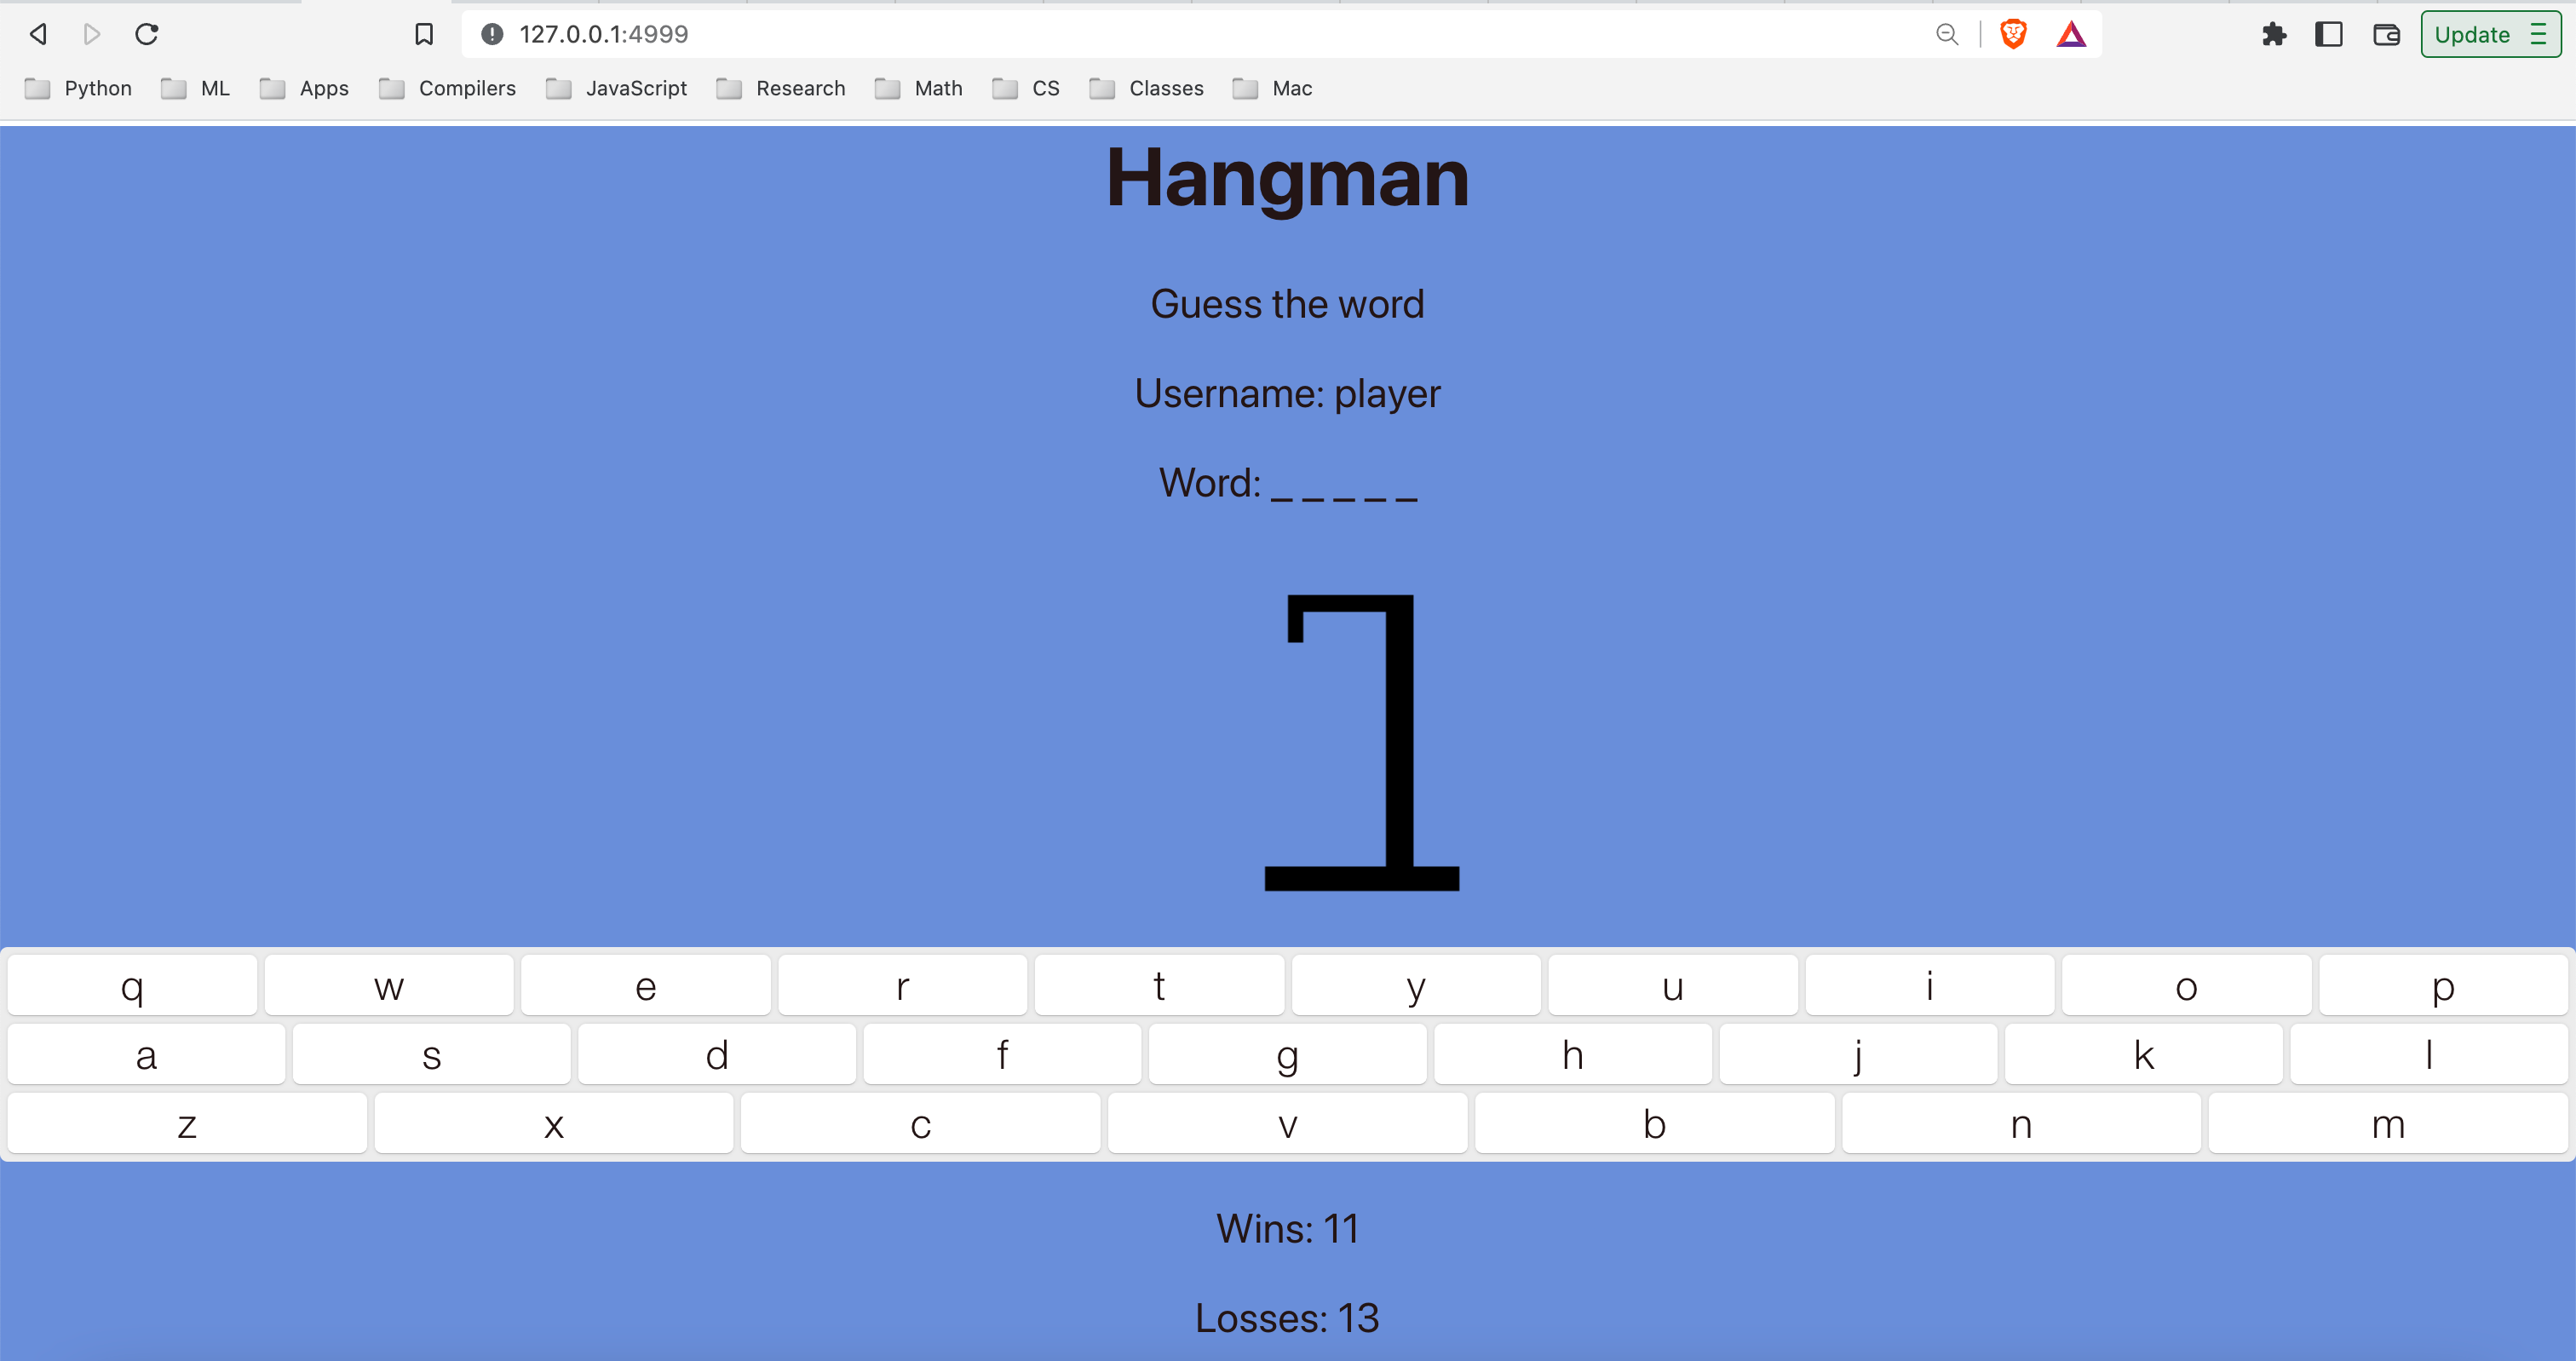 127.0.0.1:4999
Update
Python ML Apps Compilers JavaScript Research Math CS Classes Mac
Hangman
Guess the word
Username: player
Word: _ _ _ _ _
q w e r t y u i o p
a s d f g h j k l
z x c v b n m
Wins: 11
Losses: 13